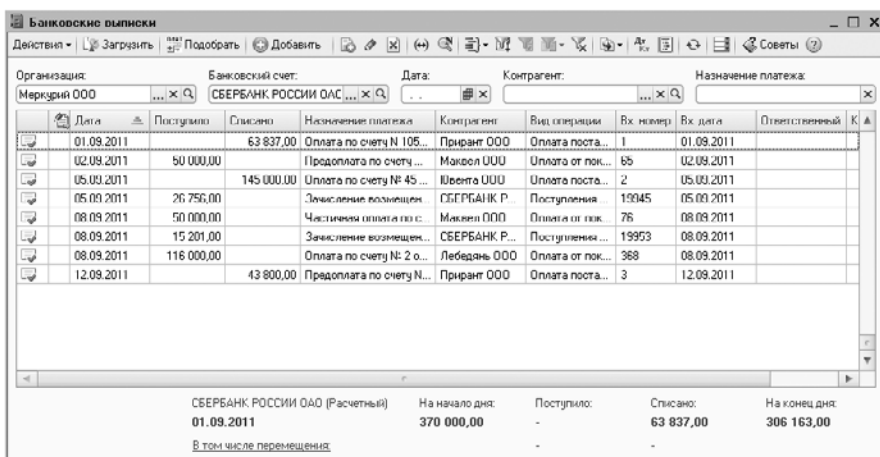 Банковские выписки
Действия Загрузить Подобрать Добавить Советы
Организация: Банковский счет: Дата: Контрагент: Назначение платежа:
Меркурий ООО ... СБЕРБАНК РОССИИ ОАО ... . . ...
Дата Поступило Списано Назначение платежа Контрагент Вид операции Вх. номер Вх. дата Ответственный К
01.09.2011 63 837,00 Оплата по счету N 105... Прирант ООО Оплата поста... 1 01.09.2011
02.09.2011 50 000,00 Предоплата по счету ... Маквел ООО Оплата от пок... 65 02.09.2011
05.09.2011 145 000,00 Оплата по счету № 45 ... Ювента ООО Оплата поста... 2 05.09.2011
05.09.2011 26 756,00 Зачисление возмещен... СБЕРБАНК Р... Поступления ... 19945 05.09.2011
08.09.2011 50 000,00 Частичная оплата по с... Маквел ООО Оплата от пок... 76 08.09.2011
08.09.2011 15 201,00 Зачисление возмещен... СБЕРБАНК Р... Поступления ... 19953 08.09.2011
08.09.2011 116 000,00 Оплата по счету № 2 о... Лебедянь ООО Оплата от пок... 368 08.09.2011
12.09.2011 43 800,00 Предоплата по счету N... Прирант ООО Оплата поста... 3 12.09.2011
СБЕРБАНК РОССИИ ОАО (Расчетный) На начало дня: Поступило: Списано: На конец дня:
01.09.2011 370 000,00 - 63 837,00 306 163,00
В том числе перемещения: - -